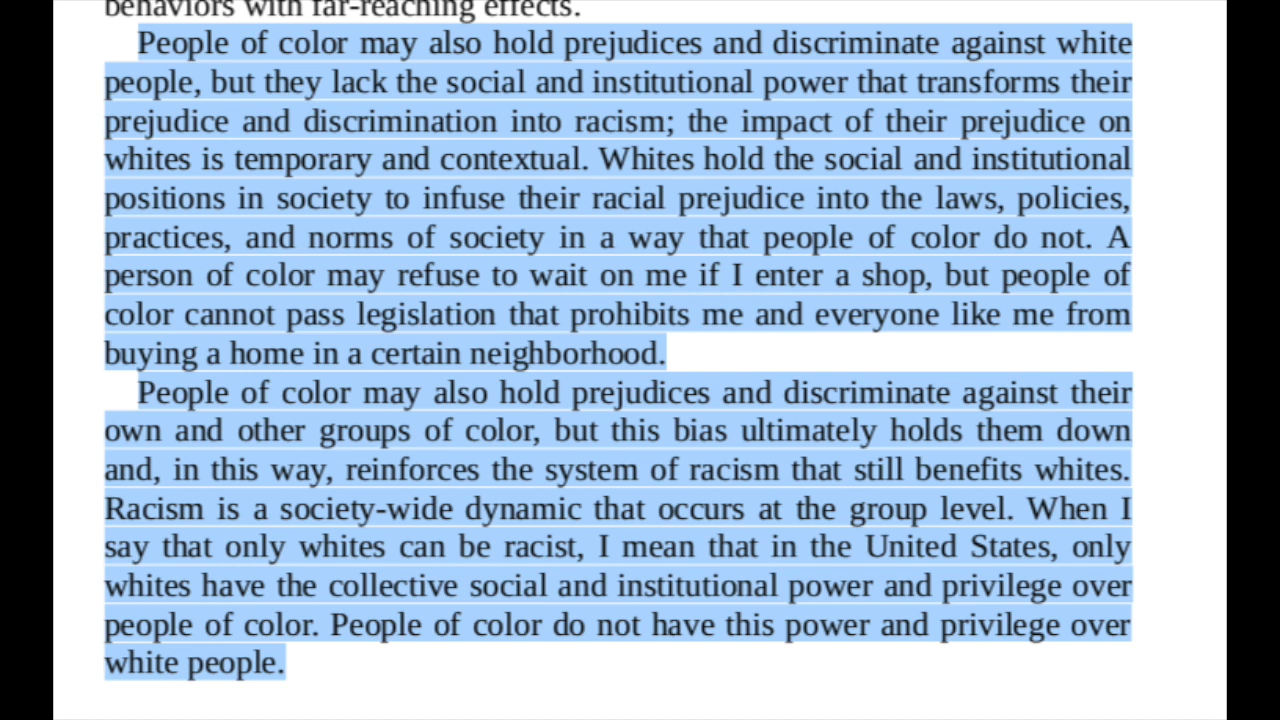 behaviors with far-reaching effects.
People of color may also hold prejudices and discriminate against white
people, but they lack the social and institutional power that transforms their
prejudice and discrimination into racism; the impact of their prejudice on
whites is temporary and contextual. Whites hold the social and institutional
positions in society to infuse their racial prejudice into the laws, policies,
practices, and norms of society in a way that people of color do not. A
person of color may refuse to wait on me if I enter a shop, but people of
color cannot pass legislation that prohibits me and everyone like me from
buying a home in a certain neighborhood.
People of color may also hold prejudices and discriminate against their
own and other groups of color, but this bias ultimately holds them down
and, in this way, reinforces the system of racism that still benefits whites.
Racism is a society-wide dynamic that occurs at the group level. When I
say that only whites can be racist, I mean that in the United States, only
whites have the collective social and institutional power and privilege over
people of color. People of color do not have this power and privilege over
white people.